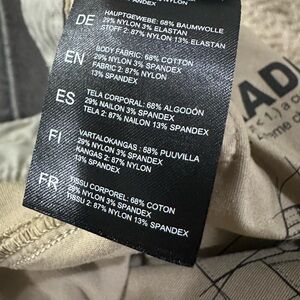 SPANDEX
DE HAUPTGEWEBE: 68% BAUMWOLLE
29% NYLON 3% ELASTAN
STOFF 2: 87% NYLON 13% ELASTAN
EN BODY FABRIC: 68% COTTON
29% NYLON 3% SPANDEX
FABRIC 2: 87% NYLON
13% SPANDEX
ES TELA CORPORAL: 68% ALGODÓN
29% NAILON 3% SPANDEX
TELA 2: 87% NAILON 13% SPANDEX
FI VARTALOKANGAS : 68% PUUVILLA
29% NYLON 3% SPANDEX
KANGAS 2: 87% NYLON
13% SPANDEX
FR TISSU CORPOREL: 68% COTON
29% NYLON 3% SPANDEX
TISSU 2: 87% NYLON 13% SPANDEX